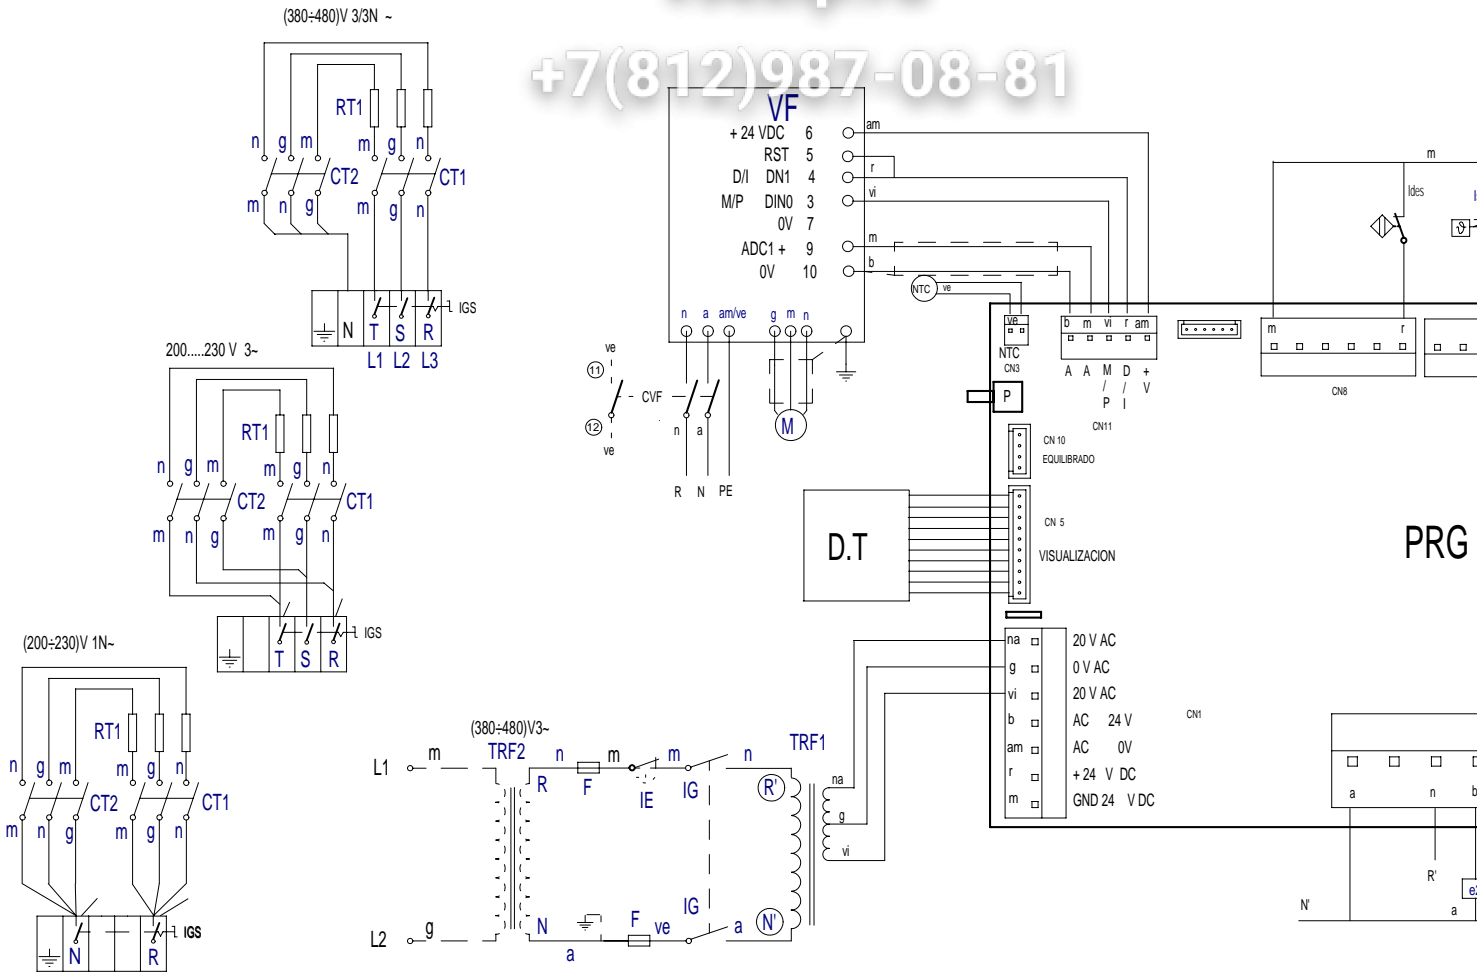 +7(812)987-08-81
(380÷480)V 3/3N ~
RT1
n g m m g n
CT2 CT1
m n g m g n
IGS
N T S R
L1 L2 L3
200.....230 V 3~
RT1
n g m m g n
CT2 CT1
m n g m g n
IGS
T S R
(200÷230)V 1N~
RT1
n g m m g n
CT2 CT1
m n g m g n
IGS
N R
VF
+ 24 VDC 6 am
RST 5
D/I DN1 4 r
M/P DIN0 3 vi
0V 7
ADC1 + 9 m
0V 10 b
n a am/ve g m n
ve
11
CVF
12
ve
n a
M
R N PE
NTC ve
ve
NTC
CN3
P
b m vi r am
A A M/P D/I +V
CN11
m
Ides
m r
CN8
CN 10
EQUILIBRADO
D.T
CN 5
VISUALIZACION
PRG
na 20 V AC
g 0 V AC
vi 20 V AC
b AC 24 V
am AC 0V
r + 24 V DC
m GND 24 V DC
CN1
a n b
R'
N'
a
(380÷480)V3~
L1 m TRF2 n m m n TRF1
R F IE IG R'
na
g
vi
L2 g N F ve IG a N'
a